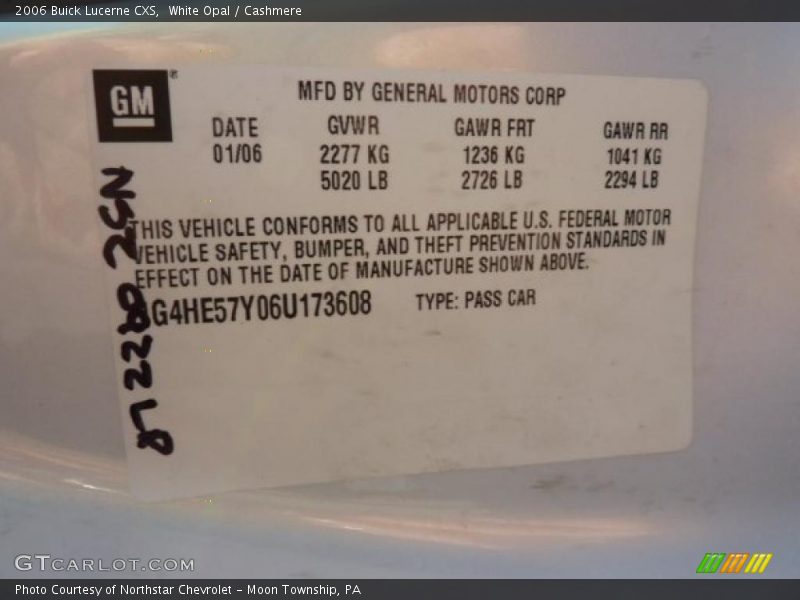 2006 Buick Lucerne CXS, White Opal / Cashmere
GM
MFD BY GENERAL MOTORS CORP
DATE GVWR GAWR FRT GAWR RR
01/06 2277 KG 1236 KG 1041 KG
5020 LB 2726 LB 2294 LB
THIS VEHICLE CONFORMS TO ALL APPLICABLE U.S. FEDERAL MOTOR
VEHICLE SAFETY, BUMPER, AND THEFT PREVENTION STANDARDS IN
EFFECT ON THE DATE OF MANUFACTURE SHOWN ABOVE.
G4HE57Y06U173608 TYPE: PASS CAR
GTCARLOT.COM
Photo Courtesy of Northstar Chevrolet - Moon Township, PA